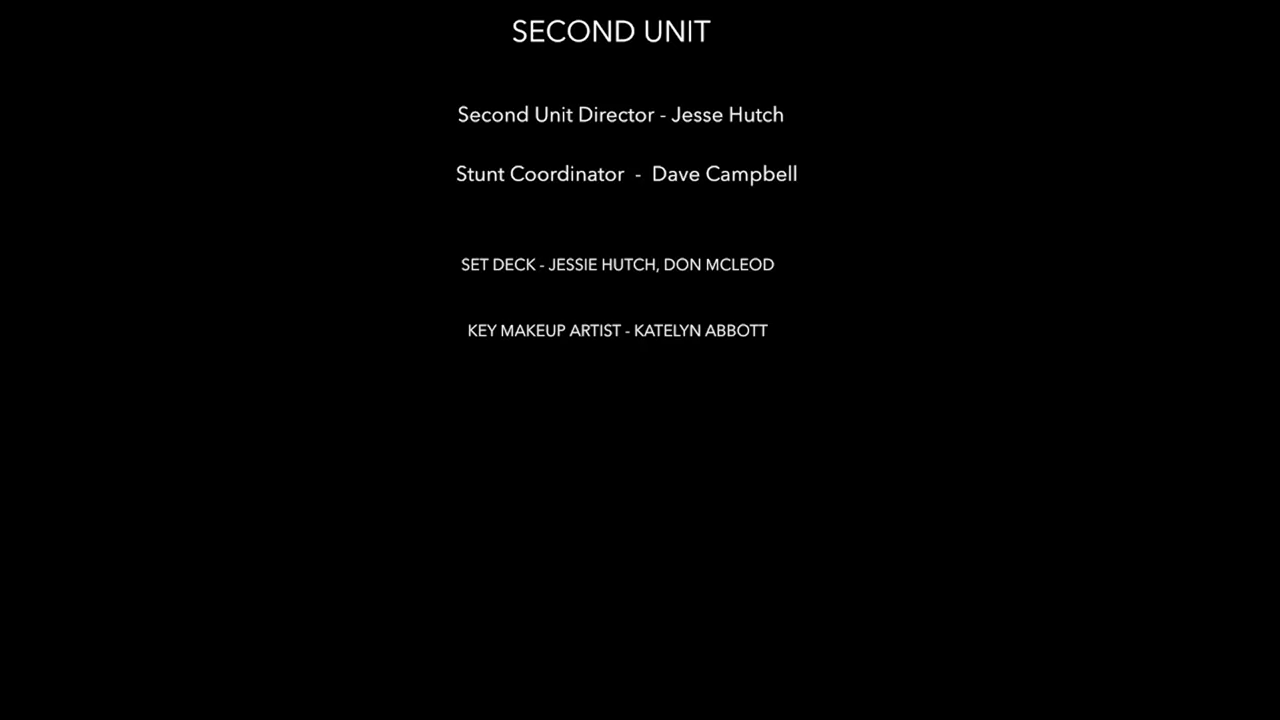 SECOND UNIT
Second Unit Director - Jesse Hutch
Stunt Coordinator - Dave Campbell
SET DECK - JESSIE HUTCH, DON MCLEOD
KEY MAKEUP ARTIST - KATELYN ABBOTT